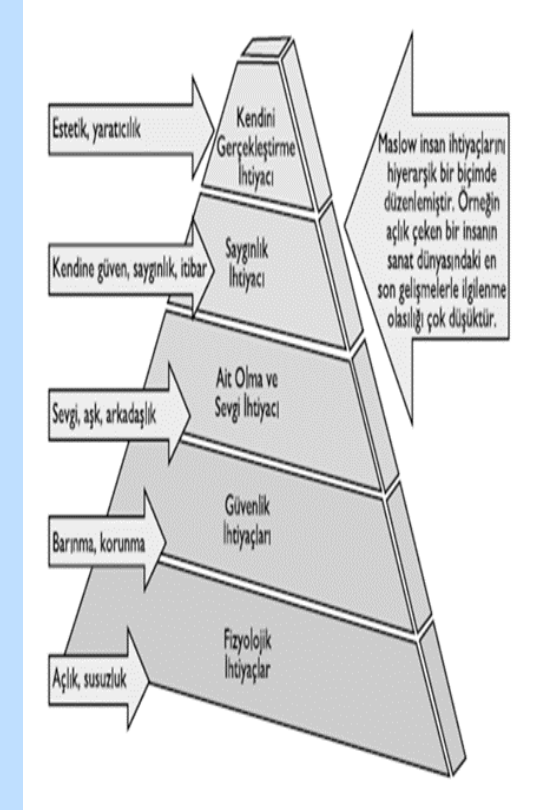 Estetik, yaratıcılık
Kendini
Gerçekleştirme
İhtiyacı
Maslow insan ihtiyaçlarını
hiyerarşik bir biçimde
düzenlemiştir. Örneğin
açlık çeken bir insanın
sanat dünyasındaki en
son gelişmelerle ilgilenme
olasılığı çok düşüktür.
Kendine güven, saygınlık, itibar
Saygınlık
İhtiyacı
Sevgi, aşk, arkadaşlık
Ait Olma ve
Sevgi İhtiyacı
Barınma, korunma
Güvenlik
İhtiyaçları
Açlık, susuzluk
Fizyolojik
İhtiyaçlar